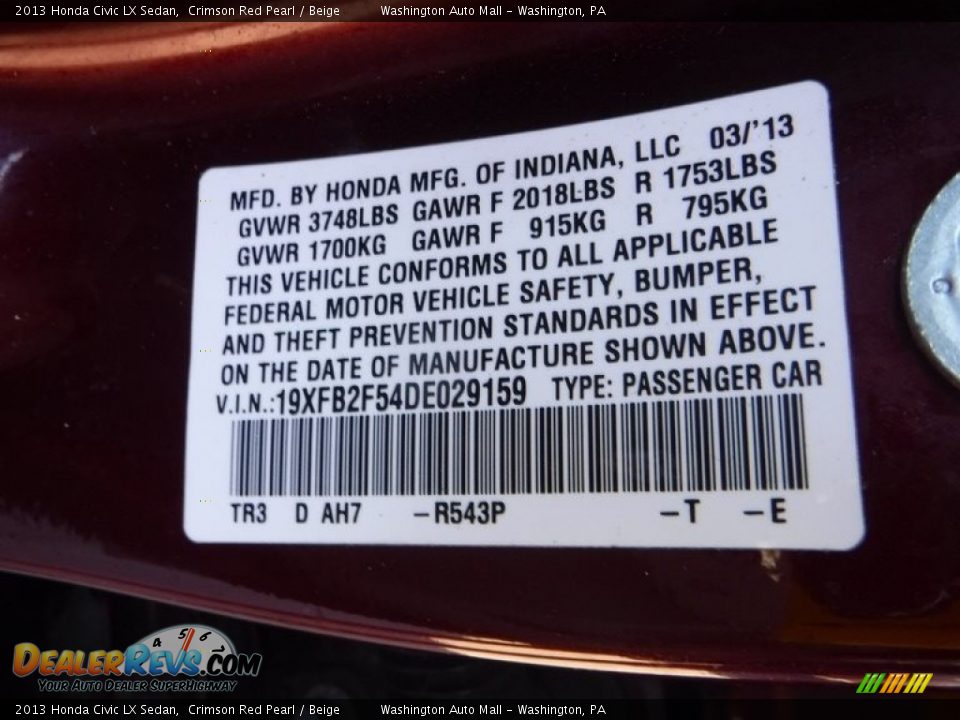 2013 Honda Civic LX Sedan,  Crimson Red Pearl / Beige    Washington Auto Mall - Washington, PA
MFD. BY HONDA MFG. OF INDIANA, LLC  03/'13
GVWR 3748LBS GAWR F 2018LBS R 1753LBS
GVWR 1700KG GAWR F 915KG R 795KG
THIS VEHICLE CONFORMS TO ALL APPLICABLE
FEDERAL MOTOR VEHICLE SAFETY, BUMPER,
AND THEFT PREVENTION STANDARDS IN EFFECT
ON THE DATE OF MANUFACTURE SHOWN ABOVE.
V.I.N.:19XFB2F54DE029159 TYPE: PASSENGER CAR
TR3 D AH7 -R543P -T -E
4 5 6
DEALERREVS.COM
YOUR AUTO DEALER SUPERHIGHWAY
2013 Honda Civic LX Sedan,  Crimson Red Pearl / Beige    Washington Auto Mall - Washington, PA